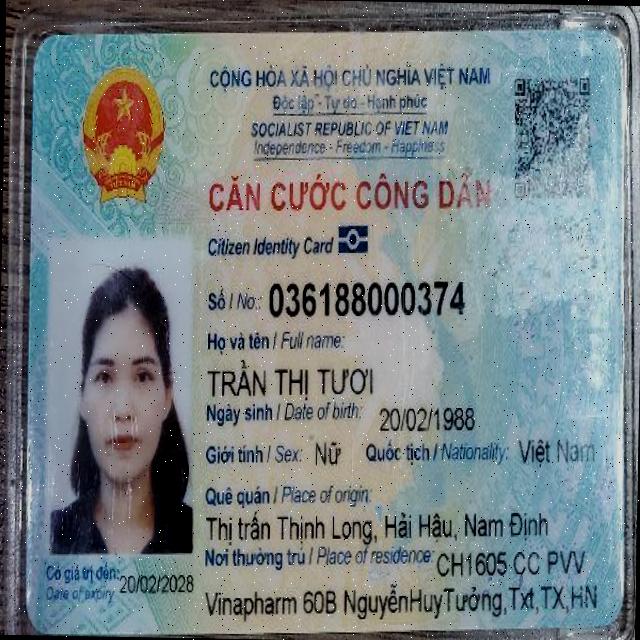 CỘNG HÒA XÃ HỘI CHỦ NGHĨA VIỆT NAM
Độc lập - Tự do - Hạnh phúc
SOCIALIST REPUBLIC OF VIET NAM
Independence - Freedom - Happiness
CĂN CƯỚC CÔNG DÂN
Citizen Identity Card
Số / No.: 036188000374
Họ và tên / Full name:
TRẦN THỊ TƯƠI
Ngày sinh / Date of birth: 20/02/1988
Giới tính / Sex: Nữ Quốc tịch / Nationality: Việt Nam
Quê quán / Place of origin:
Thị trấn Thịnh Long, Hải Hậu, Nam Định
Nơi thường trú / Place of residence: CH1605 CC PVV
Vinapharm 60B NguyễnHuyTưởng,Txt,TX,HN
Có giá trị đến: 20/02/2028
Date of expiry